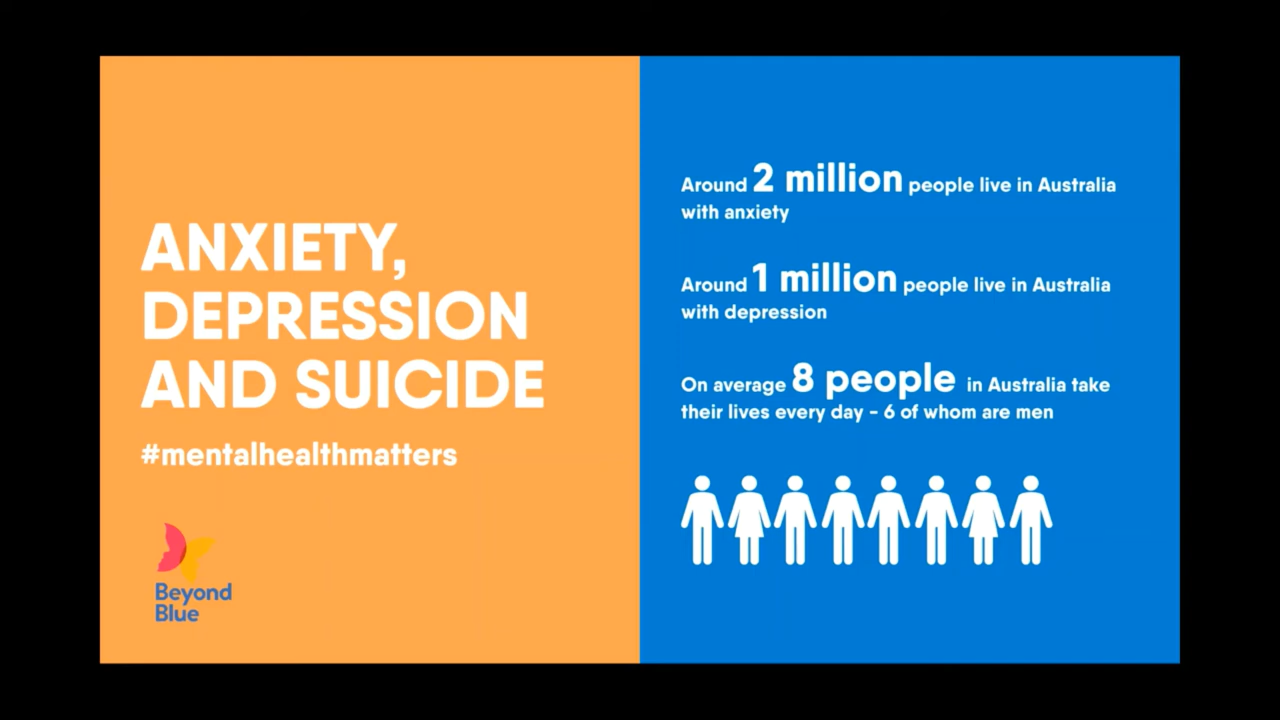 ANXIETY,
DEPRESSION
AND SUICIDE
#mentalhealthmatters
Beyond
Blue
Around 2 million people live in Australia
with anxiety
Around 1 million people live in Australia
with depression
On average 8 people in Australia take
their lives every day - 6 of whom are men